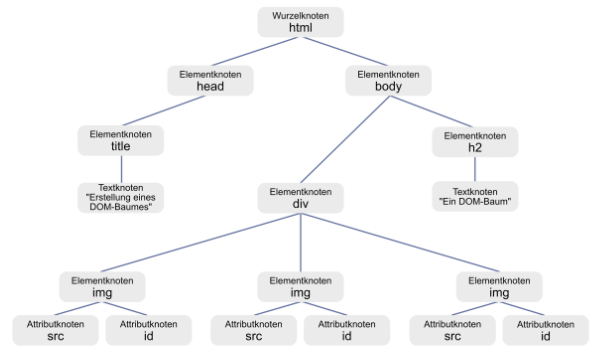 Wurzelknoten
html
Elementknoten
head
Elementknoten
body
Elementknoten
title
Elementknoten
h2
Textknoten
"Erstellung eines
DOM-Baumes"
Elementknoten
div
Textknoten
"Ein DOM-Baum"
Elementknoten
img
Elementknoten
img
Elementknoten
img
Attributknoten
src
Attributknoten
id
Attributknoten
src
Attributknoten
id
Attributknoten
src
Attributknoten
id